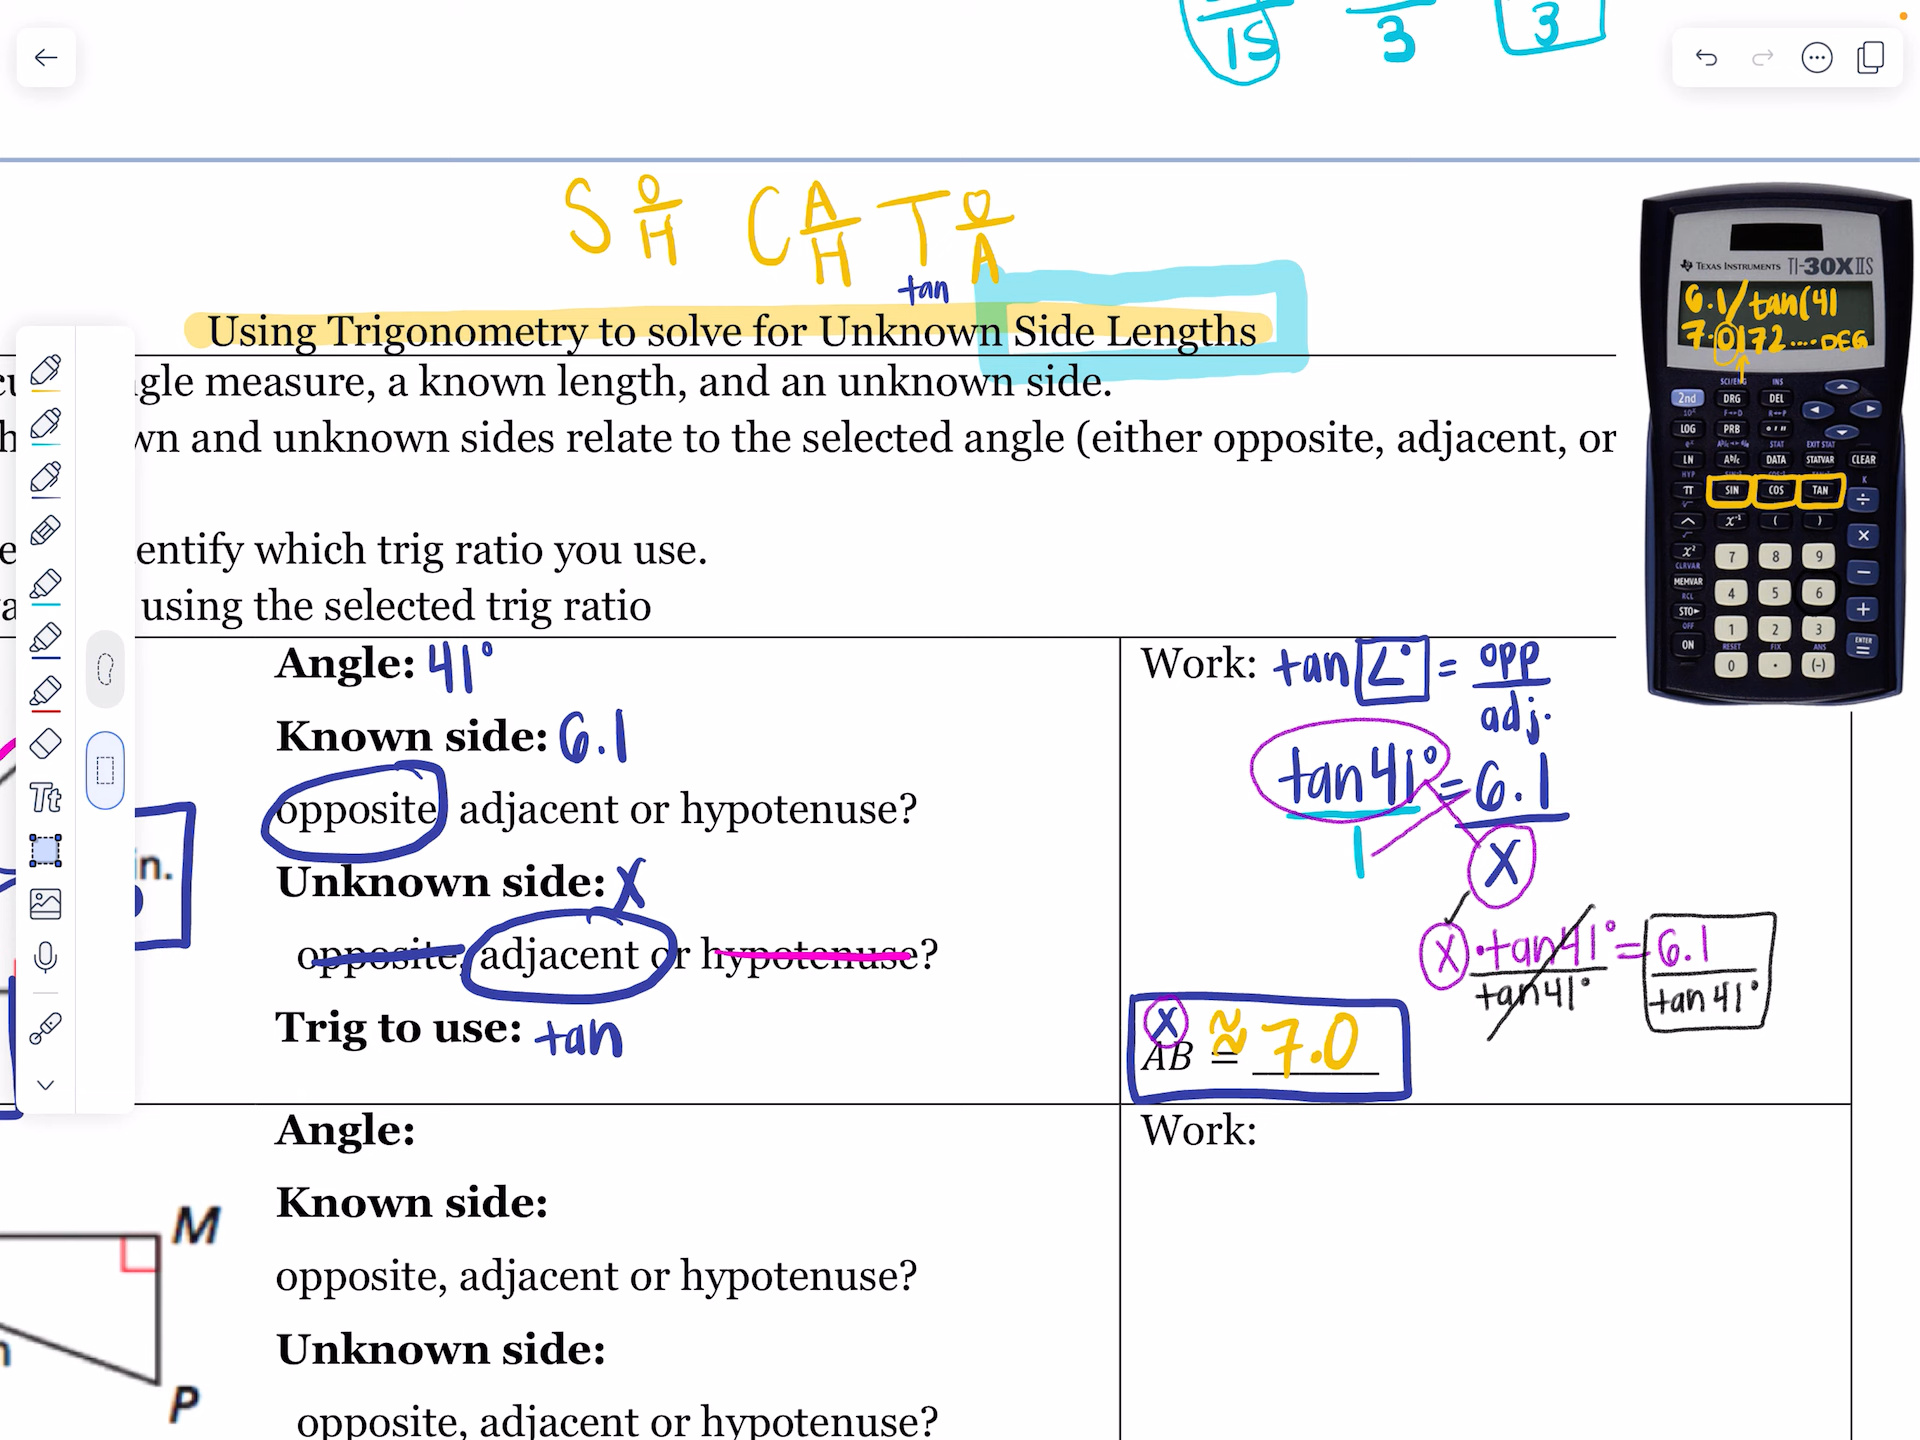 15 3 3
S O/H C A/H T O/A
tan
Using Trigonometry to solve for Unknown Side Lengths
gle measure, a known length, and an unknown side.
wn and unknown sides relate to the selected angle (either opposite, adjacent, or
entify which trig ratio you use.
using the selected trig ratio
TEXAS INSTRUMENTS TI-30X IIS
6.1/tan(41
7.0172....DEG
2nd DRG DEL
LOG PRB
LN A b/c DATA STATVAR CLEAR
π SIN COS TAN ÷
^ x⁻¹ ( )
x² 7 8 9 ×
MEMVAR 4 5 6 −
STO► 1 2 3 +
ON 0 . (−) ENTER =
Tt
in.
Angle: 41°
Known side: 6.1
opposite, adjacent or hypotenuse?
Unknown side: x
opposite, adjacent or hypotenuse?
Trig to use: tan
Work: tan ∠° = opp/adj.
tan 41°/1 = 6.1/x
x · tan 41°/tan 41° = 6.1/tan 41°
x
AB ≈ 7.0
M
P
Angle:
Known side:
opposite, adjacent or hypotenuse?
Unknown side:
opposite, adjacent or hypotenuse?
Work: